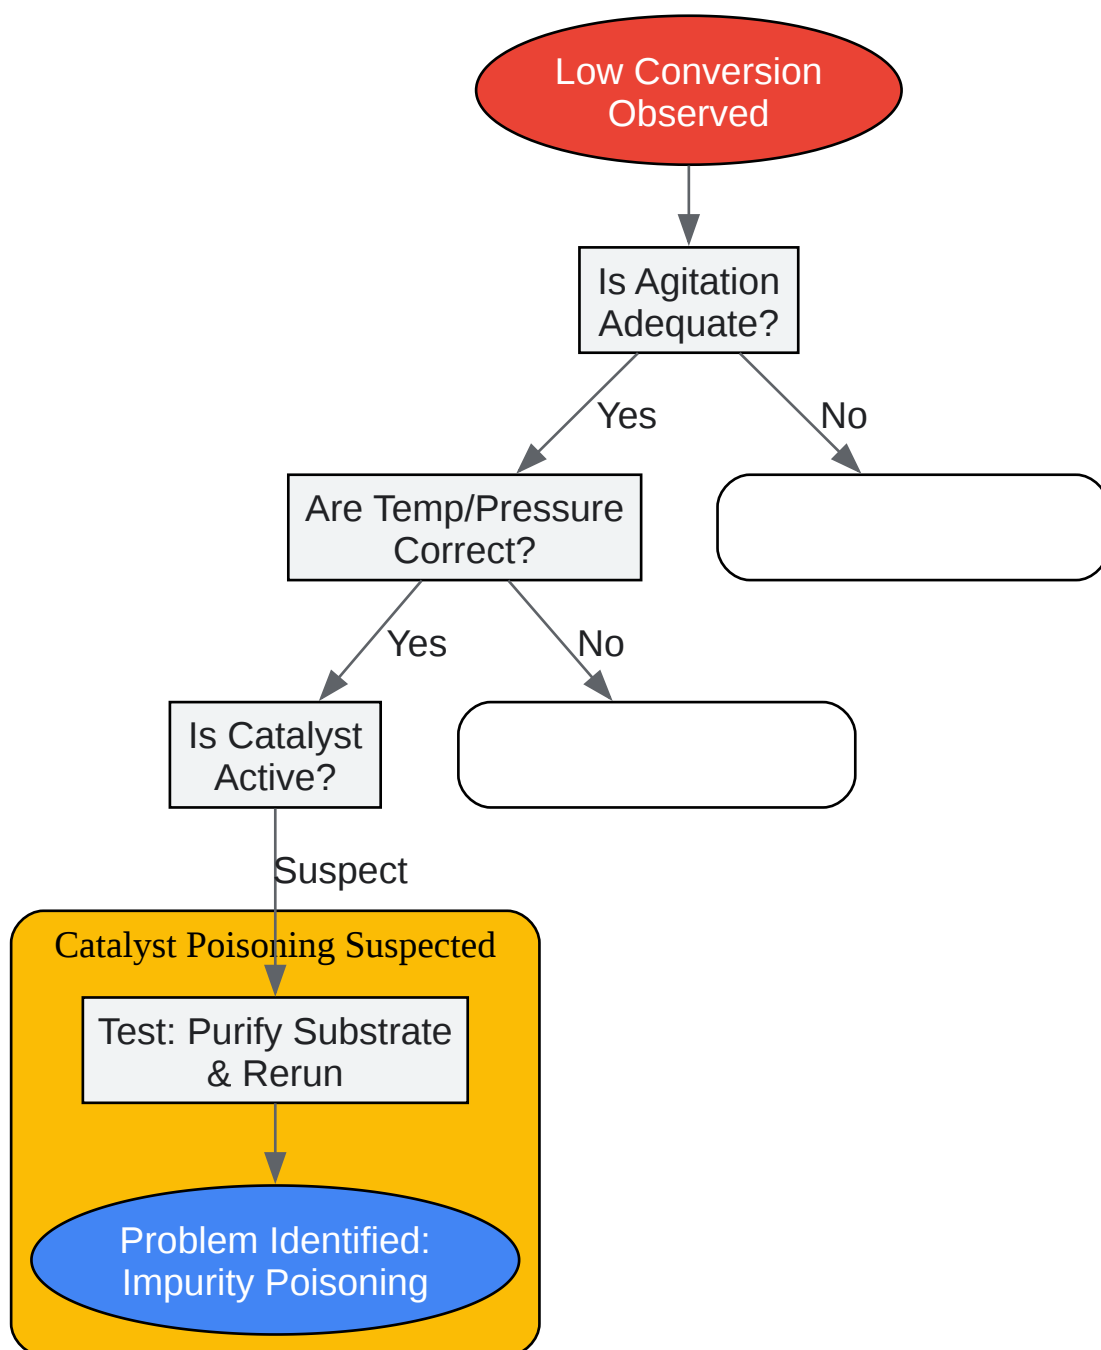 Low Conversion
Observed
Is Agitation
Adequate?
Yes
No
Are Temp/Pressure
Correct?
Yes
No
Is Catalyst
Active?
Suspect
Catalyst Poisoning Suspected
Test: Purify Substrate
& Rerun
Problem Identified:
Impurity Poisoning